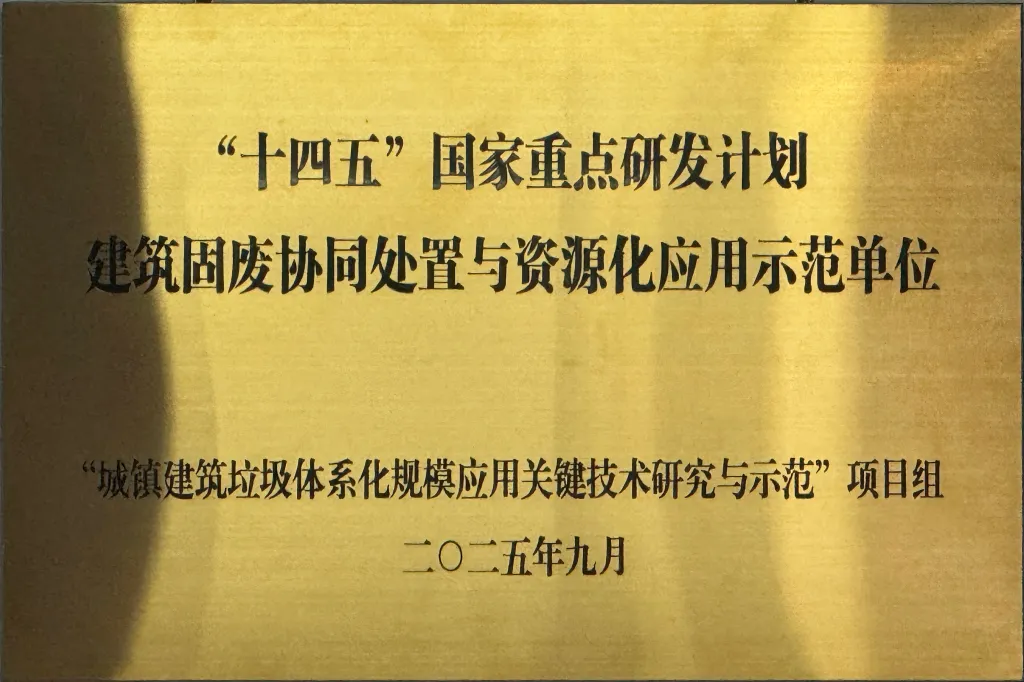 “十四五”国家重点研发计划
建筑固废协同处置与资源化应用示范单位
“城镇建筑垃圾体系化规模应用关键技术研究与示范”项目组
二〇二五年九月